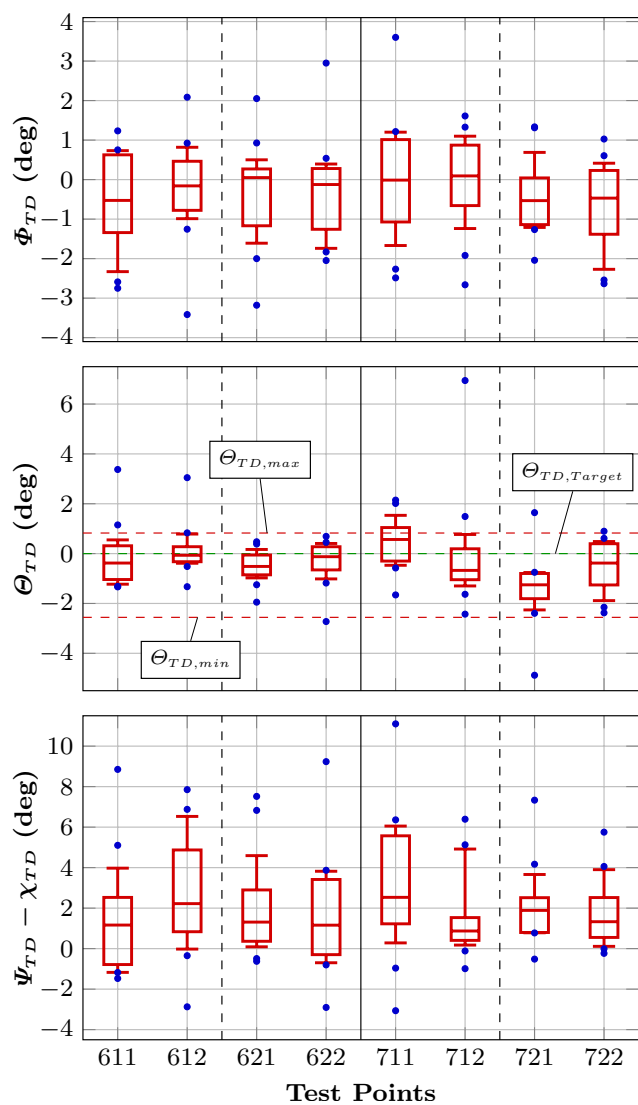 4
3
2
1
0
−1
−2
−3
−4
Φ_TD (deg)
6
4
2
0
−2
−4
Θ_TD (deg)
Θ_TD,max
Θ_TD,Target
Θ_TD,min
10
8
6
4
2
0
−2
−4
Ψ_TD − χ_TD (deg)
611 612 621 622 711 712 721 722
Test Points